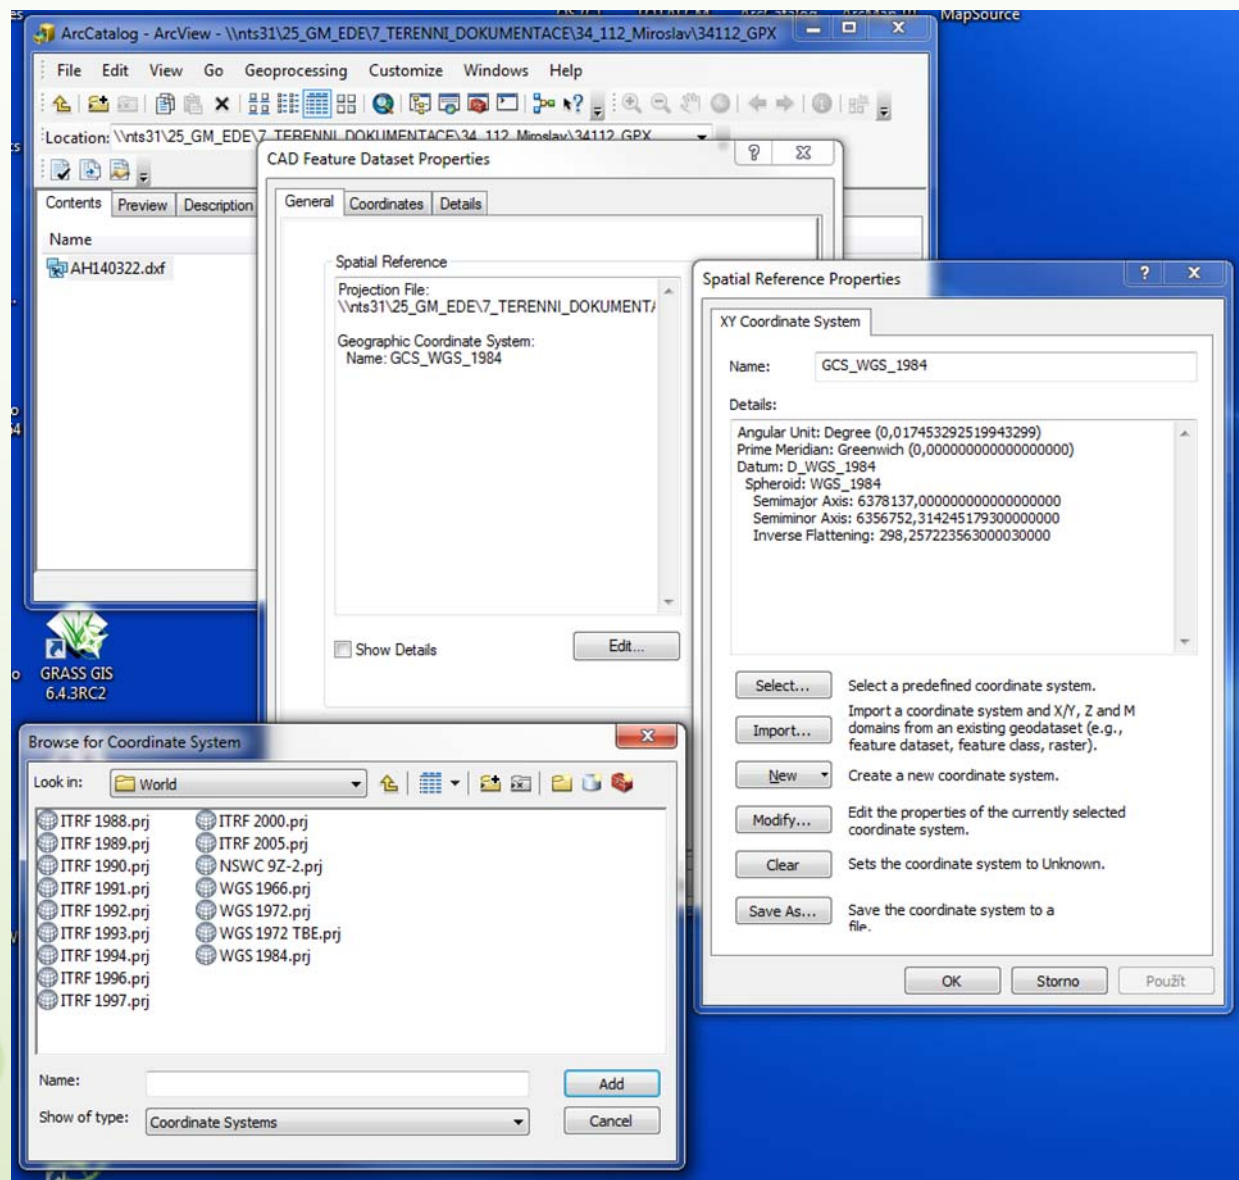 MapSource
ArcCatalog - ArcView - \\nts31\25_GM_EDE\7_TERENNI_DOKUMENTACE\34_112_Miroslav\34112_GPX
File Edit View Go Geoprocessing Customize Windows Help
Location: \\nts31\25_GM_EDE\7_TERENNI_DOKUMENTACE\34_112_Miroslav\34112_GPX
Contents Preview Description
Name
AH140322.dxf
CAD Feature Dataset Properties
General Coordinates Details
Spatial Reference
Projection File:
\\nts31\25_GM_EDE\7_TERENNI_DOKUMENT
Geographic Coordinate System:
Name: GCS_WGS_1984
Show Details
Edit...
Spatial Reference Properties
XY Coordinate System
Name: GCS_WGS_1984
Details:
Angular Unit: Degree (0,017453292519943299)
Prime Meridian: Greenwich (0,000000000000000000)
Datum: D_WGS_1984
Spheroid: WGS_1984
Semimajor Axis: 6378137,000000000000000000
Semiminor Axis: 6356752,314245179300000000
Inverse Flattening: 298,257223563000030000
Select... Select a predefined coordinate system.
Import... Import a coordinate system and X/Y, Z and M
domains from an existing geodataset (e.g.,
feature dataset, feature class, raster).
New Create a new coordinate system.
Modify... Edit the properties of the currently selected
coordinate system.
Clear Sets the coordinate system to Unknown.
Save As... Save the coordinate system to a
file.
OK Storno Použít
GRASS GIS
6.4.3RC2
Browse for Coordinate System
Look in: World
ITRF 1988.prj
ITRF 1989.prj
ITRF 1990.prj
ITRF 1991.prj
ITRF 1992.prj
ITRF 1993.prj
ITRF 1994.prj
ITRF 1996.prj
ITRF 1997.prj
ITRF 2000.prj
ITRF 2005.prj
NSWC 9Z-2.prj
WGS 1966.prj
WGS 1972.prj
WGS 1972 TBE.prj
WGS 1984.prj
Name:
Add
Show of type: Coordinate Systems
Cancel